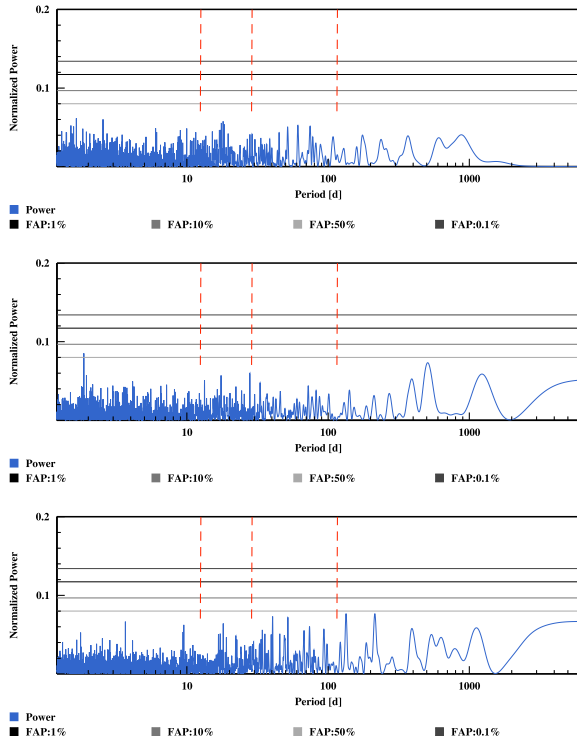 0.2
0.1
Normalized Power
10 100 1000
Period [d]
Power
FAP:1% FAP:10% FAP:50% FAP:0.1%
0.2
0.1
Normalized Power
10 100 1000
Period [d]
Power
FAP:1% FAP:10% FAP:50% FAP:0.1%
0.2
0.1
Normalized Power
10 100 1000
Period [d]
Power
FAP:1% FAP:10% FAP:50% FAP:0.1%